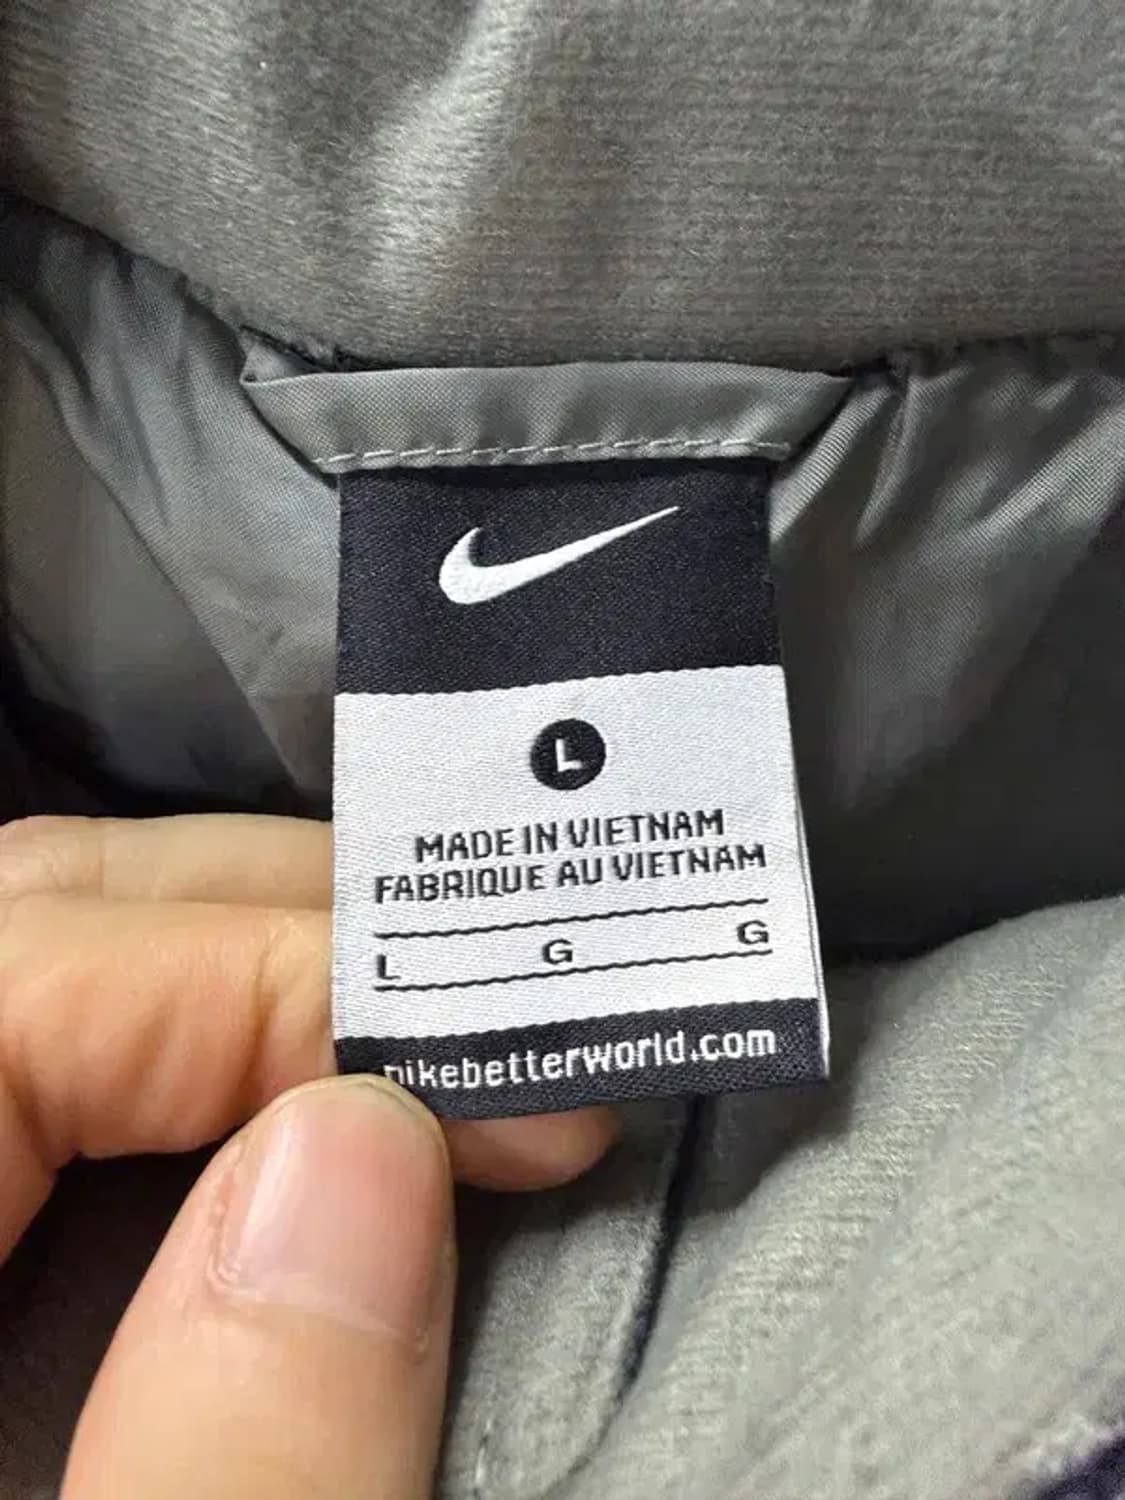 L
MADE IN VIETNAM
FABRIQUE AU VIETNAM
L G G
nikebetterworld.com